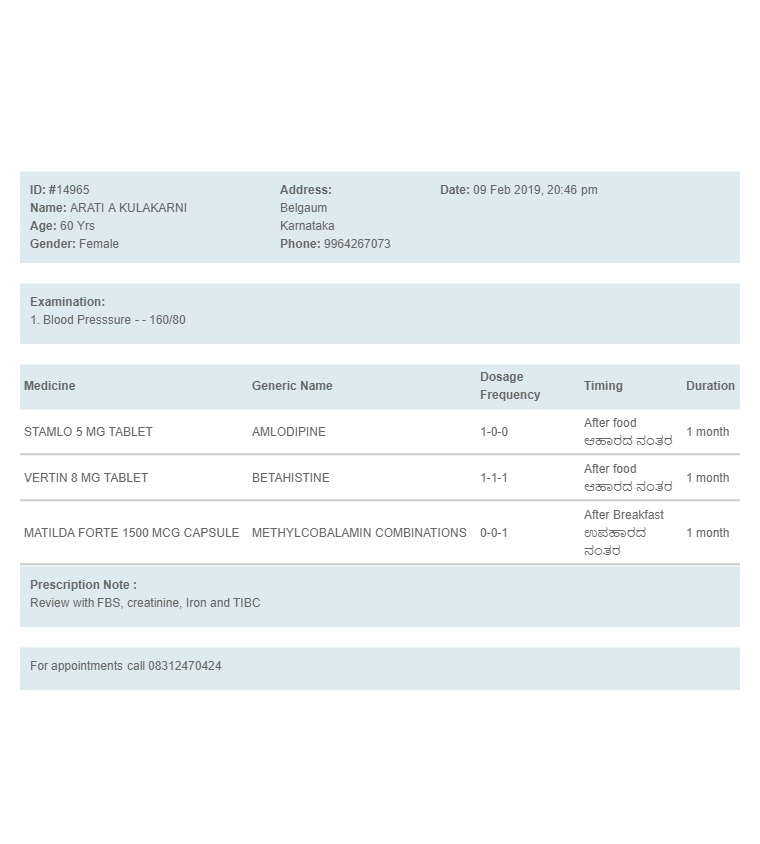 ID: #14965
Name: ARATI A KULAKARNI
Age: 60 Yrs
Gender: Female
Address:
Belgaum
Karnataka
Phone: 9964267073
Date: 09 Feb 2019, 20:46 pm
Examination:
1. Blood Presssure - - 160/80
Medicine Generic Name Dosage Frequency Timing Duration
STAMLO 5 MG TABLET AMLODIPINE 1-0-0 After food ಆಹಾರದ ನಂತರ 1 month
VERTIN 8 MG TABLET BETAHISTINE 1-1-1 After food ಆಹಾರದ ನಂತರ 1 month
MATILDA FORTE 1500 MCG CAPSULE METHYLCOBALAMIN COMBINATIONS 0-0-1 After Breakfast ಉಪಹಾರದ ನಂತರ 1 month
Prescription Note :
Review with FBS, creatinine, Iron and TIBC
For appointments call 08312470424